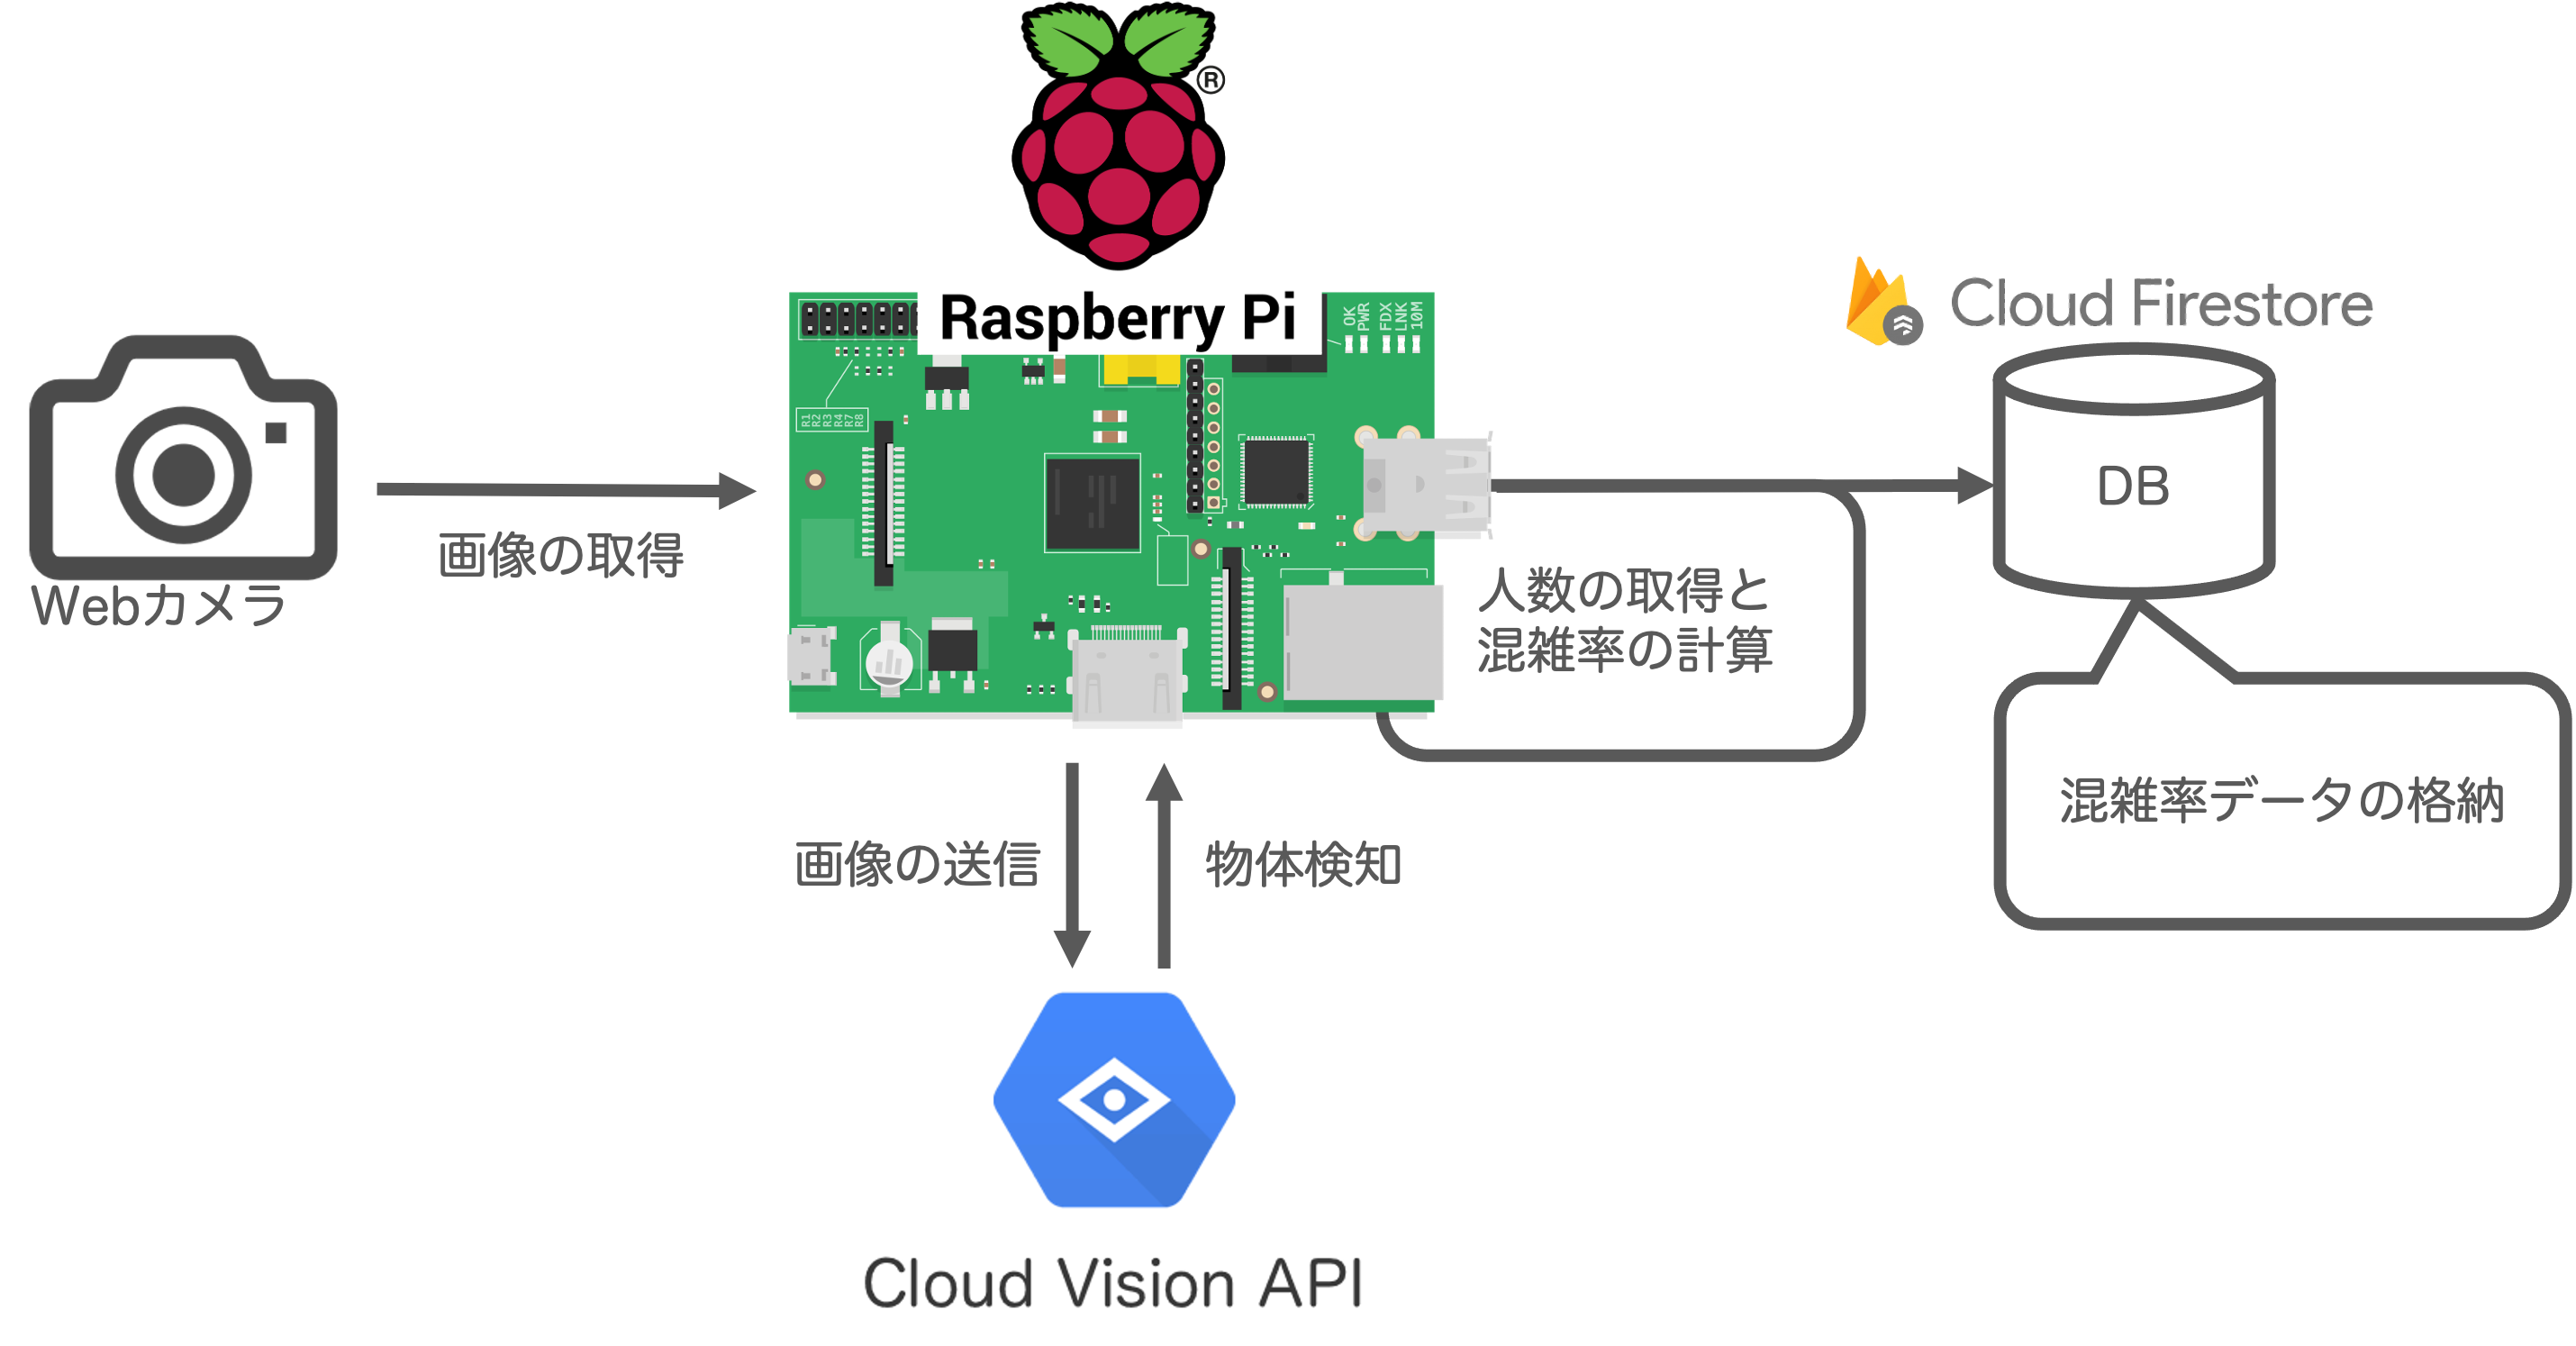 ®
Raspberry Pi
OK
PWR
FDX
LNK
10M
R1
R2
R3
R4
R7
R8
Cloud Firestore
DB
Webカメラ
画像の取得
人数の取得と
混雑率の計算
混雑率データの格納
画像の送信
物体検知
Cloud Vision API